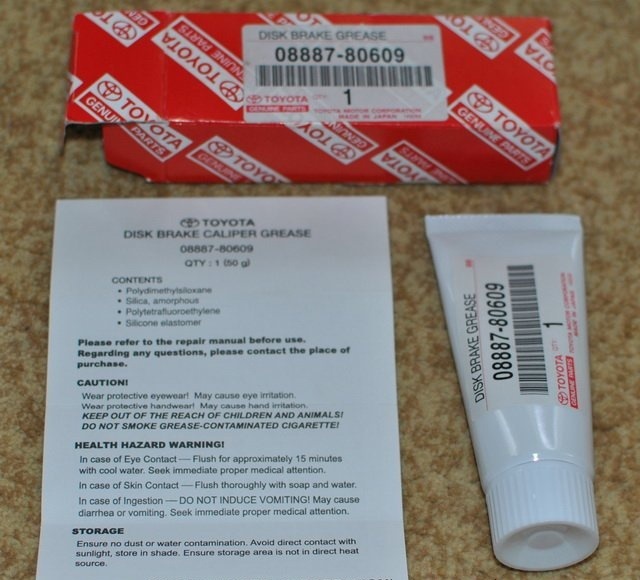 DISK BRAKE GREASE
08887-80609
TOYOTA QTY. 1
GENUINE PARTS
TOYOTA MOTOR CORPORATION
MADE IN JAPAN
TOYOTA
GENUINE PARTS
TOYOTA
GENUINE PARTS
TOYOTA
DISK BRAKE CALIPER GREASE
08887-80609
QTY : 1 (50 g)
CONTENTS
• Polydimethylsiloxane
• Silica, amorphous
• Polytetrafluoroethylene
• Silicone elastomer
Please refer to the repair manual before use.
Regarding any questions, please contact the place of
purchase.
CAUTION!
Wear protective eyewear! May cause eye irritation.
Wear protective handwear! May cause hand irritation.
KEEP OUT OF THE REACH OF CHILDREN AND ANIMALS!
DO NOT SMOKE GREASE-CONTAMINATED CIGARETTE!
HEALTH HAZARD WARNING!
In case of Eye Contact — Flush for approximately 15 minutes
with cool water. Seek immediate proper medical attention.
In case of Skin Contact — Flush thoroughly with soap and water.
In case of Ingestion — DO NOT INDUCE VOMITING! May cause
diarrhea or vomiting. Seek immediate proper medical attention.
STORAGE
Ensure no dust or water contamination. Avoid direct contact with
sunlight, store in shade. Ensure storage area is not in direct heat
source.
DISK BRAKE GREASE
08887-80609
TOYOTA QTY. 1
GENUINE PARTS
TOYOTA MOTOR CORPORATION
MADE IN JAPAN